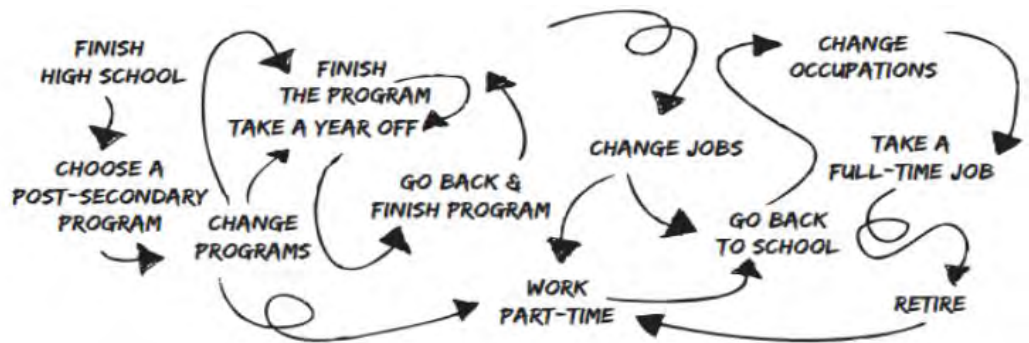 FINISH
HIGH SCHOOL
CHOOSE A
POST-SECONDARY
PROGRAM
CHANGE
PROGRAMS
FINISH
THE PROGRAM
TAKE A YEAR OFF
GO BACK &
FINISH PROGRAM
CHANGE JOBS
WORK
PART-TIME
GO BACK
TO SCHOOL
CHANGE
OCCUPATIONS
TAKE A
FULL-TIME JOB
RETIRE